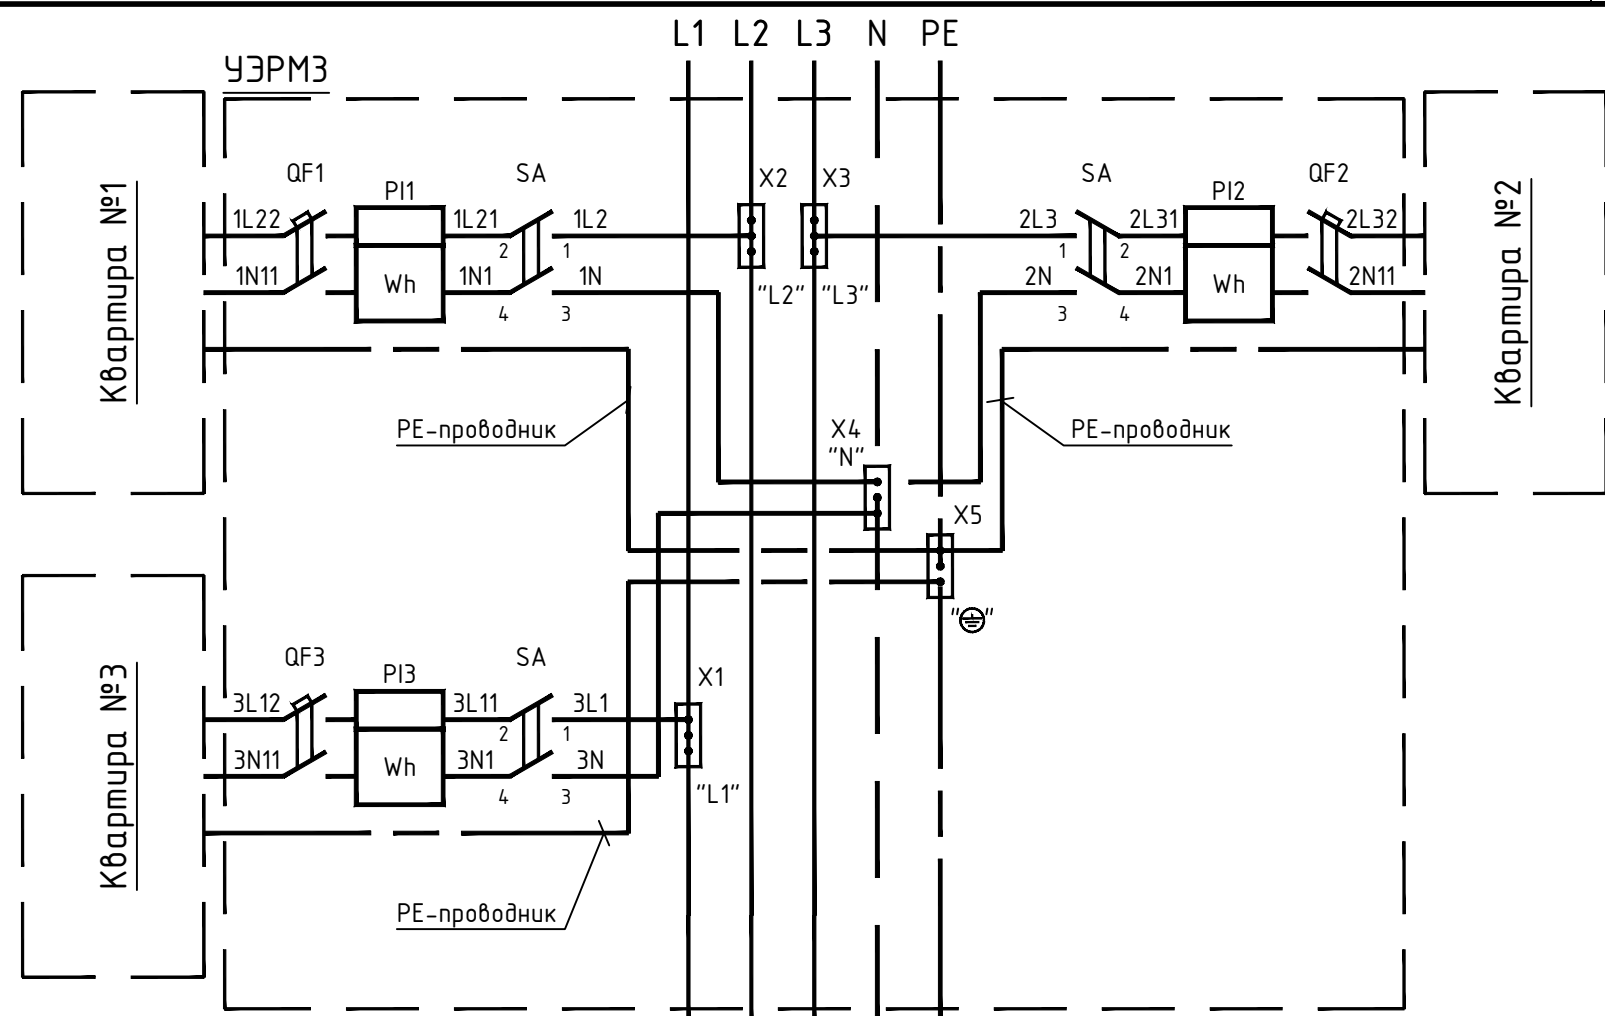 L1 L2 L3 N PE
УЭРМ3
QF1 SA X2 X3 SA QF2
PI1 PI2
1L22 1L21 1L2 2L3 2L31 2L32
2 1 1 2
1N11 Wh 1N1 1N "L2" "L3" 2N 2N1 Wh 2N11
4 3 3 4
Квартира №1
Квартира №2
PE-проводник X4 PE-проводник
"N"
X5
" "
QF3 SA X1
PI3
3L12 3L11 3L1
2 1
3N11 Wh 3N1 3N
4 3 "L1"
Квартира №3
PE-проводник